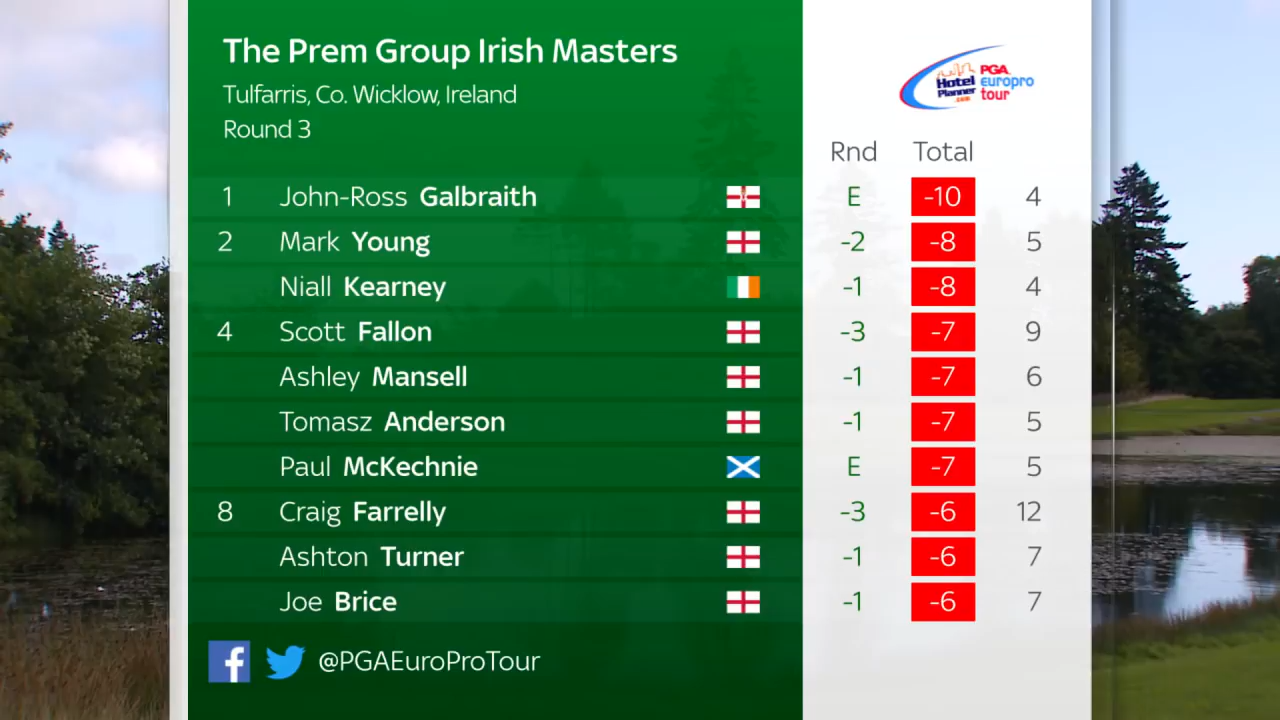 The Prem Group Irish Masters
Tulfarris, Co. Wicklow, Ireland
Round 3
Hotel Planner .com PGA europro tour
Rnd Total
1 John-Ross Galbraith E -10 4
2 Mark Young -2 -8 5
Niall Kearney -1 -8 4
4 Scott Fallon -3 -7 9
Ashley Mansell -1 -7 6
Tomasz Anderson -1 -7 5
Paul McKechnie E -7 5
8 Craig Farrelly -3 -6 12
Ashton Turner -1 -6 7
Joe Brice -1 -6 7
f @PGAEuroProTour